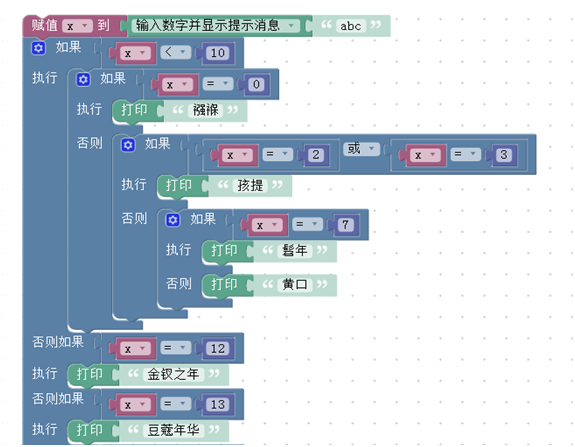 赋值 x 到 输入数字并显示提示消息 “ abc ”
如果 x < 10
执行 如果 x = 0
执行 打印 “ 襁褓 ”
否则 如果 x = 2 或 x = 3
执行 打印 “ 孩提 ”
否则 如果 x = 7
执行 打印 “ 髫年 ”
否则 打印 “ 黄口 ”
否则如果 x = 12
执行 打印 “ 金钗之年 ”
否则如果 x = 13
执行 打印 “ 豆蔻年华 ”